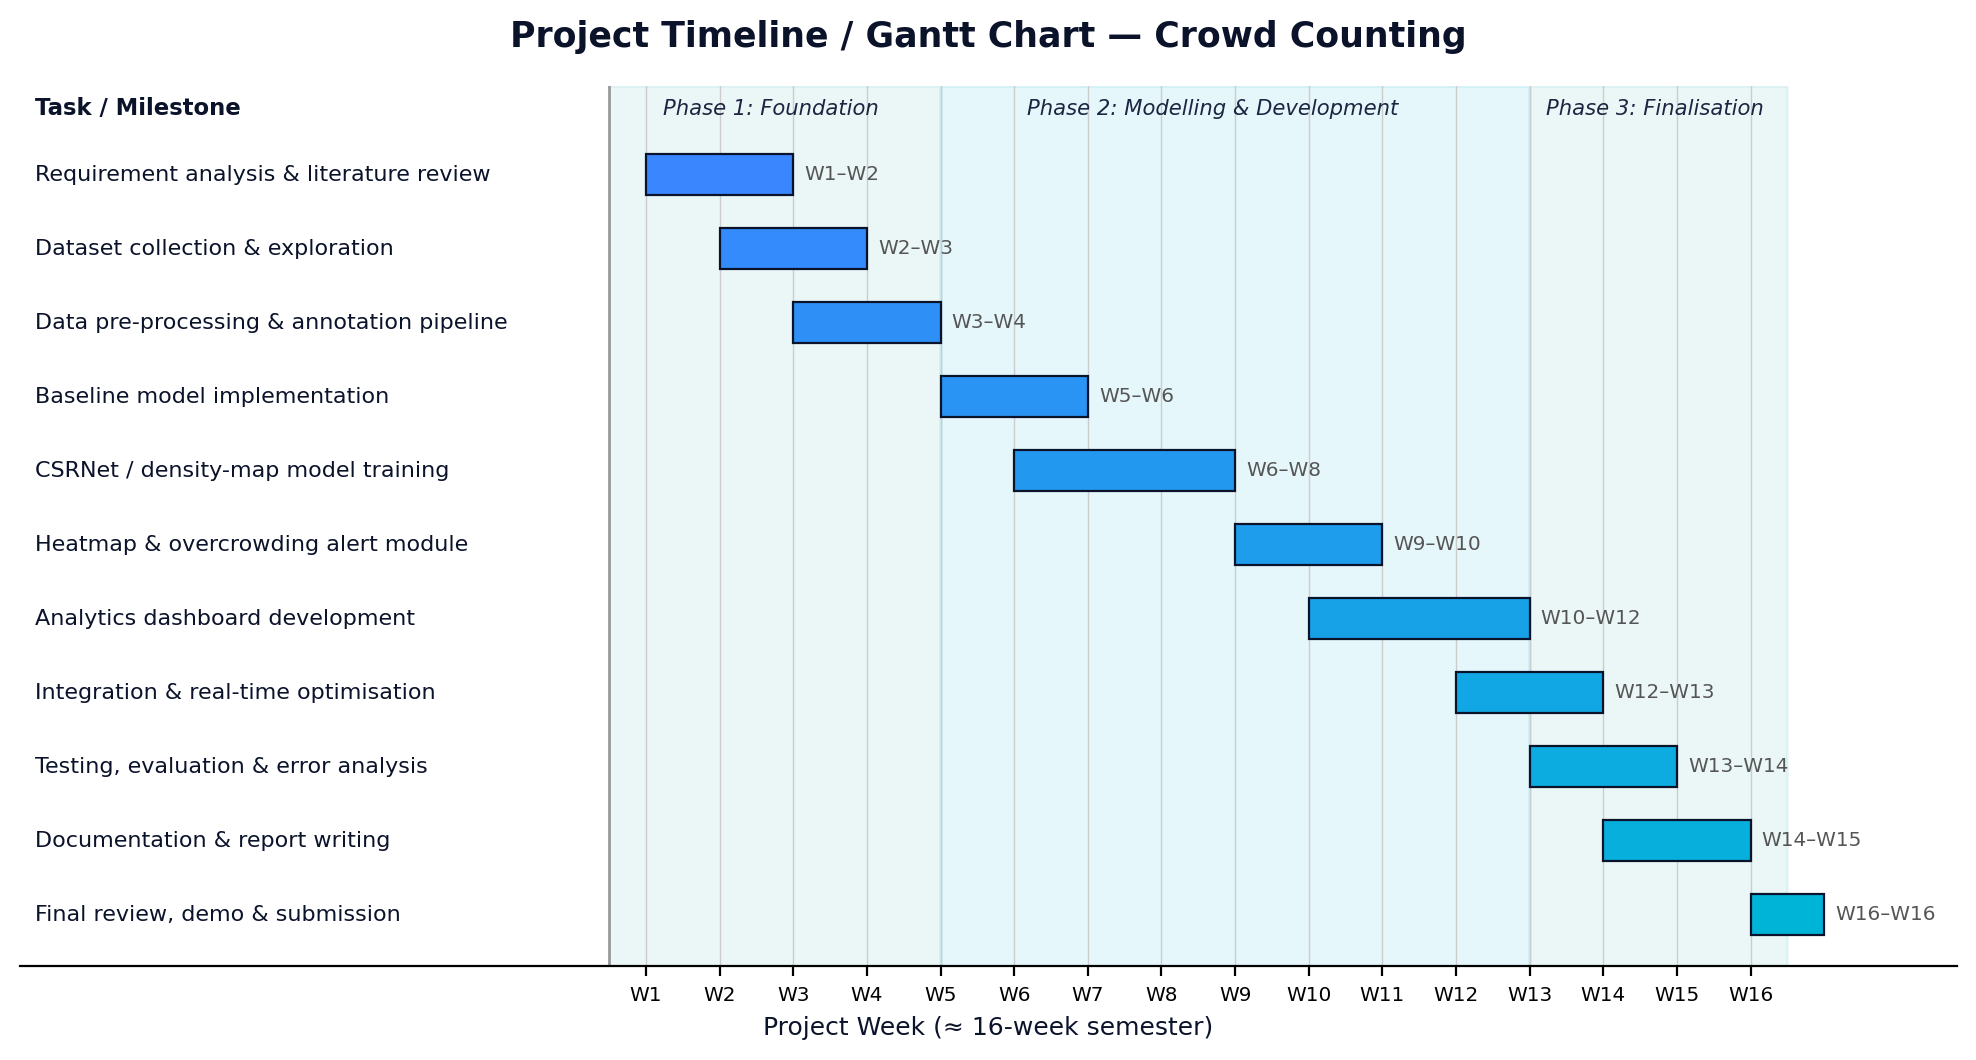 Project Timeline / Gantt Chart — Crowd Counting
Task / Milestone Phase 1: Foundation Phase 2: Modelling & Development Phase 3: Finalisation
Requirement analysis & literature review W1–W2
Dataset collection & exploration W2–W3
Data pre-processing & annotation pipeline W3–W4
Baseline model implementation W5–W6
CSRNet / density-map model training W6–W8
Heatmap & overcrowding alert module W9–W10
Analytics dashboard development W10–W12
Integration & real-time optimisation W12–W13
Testing, evaluation & error analysis W13–W14
Documentation & report writing W14–W15
Final review, demo & submission W16–W16
W1 W2 W3 W4 W5 W6 W7 W8 W9 W10 W11 W12 W13 W14 W15 W16
Project Week (≈ 16-week semester)